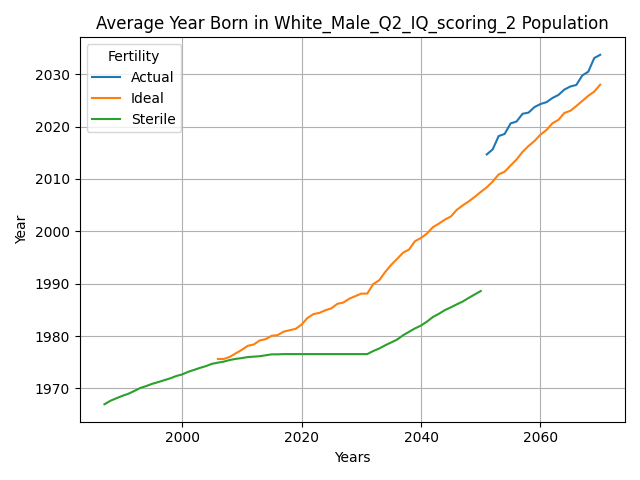 Average Year Born in White_Male_Q2_IQ_scoring_2 Population
Fertility
Actual
Ideal
Sterile
Year
2030
2020
2010
2000
1990
1980
1970
2000
2020
2040
2060
Years